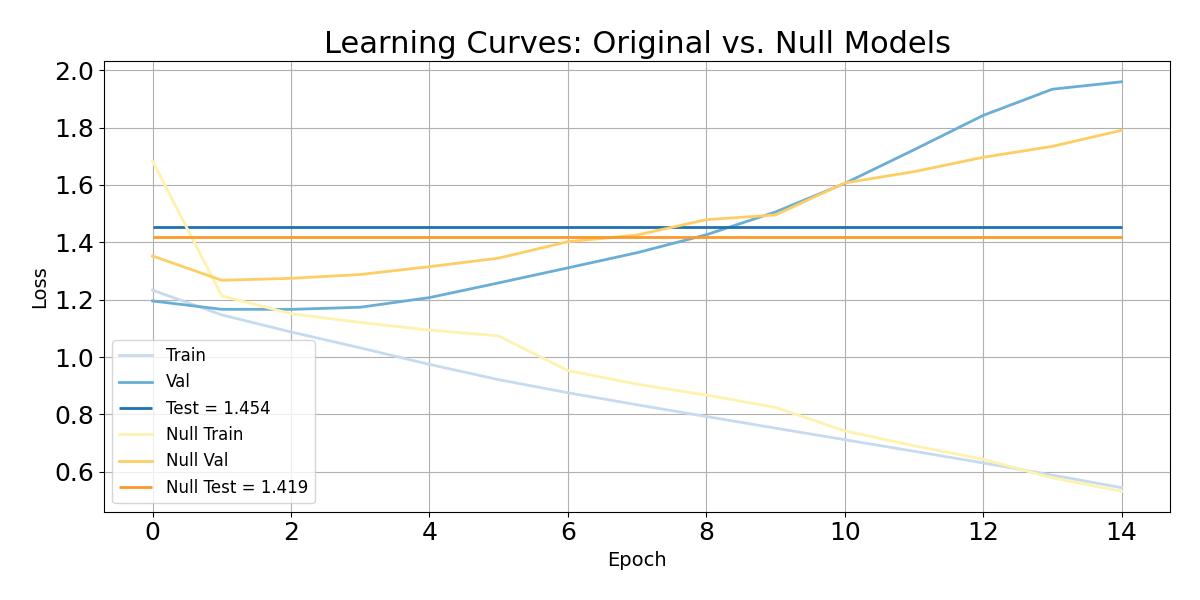 Learning Curves: Original vs. Null Models
2.0
1.8
1.6
1.4
1.2
1.0
0.8
0.6
Loss
Train
Val
Test = 1.454
Null Train
Null Val
Null Test = 1.419
0 2 4 6 8 10 12 14
Epoch